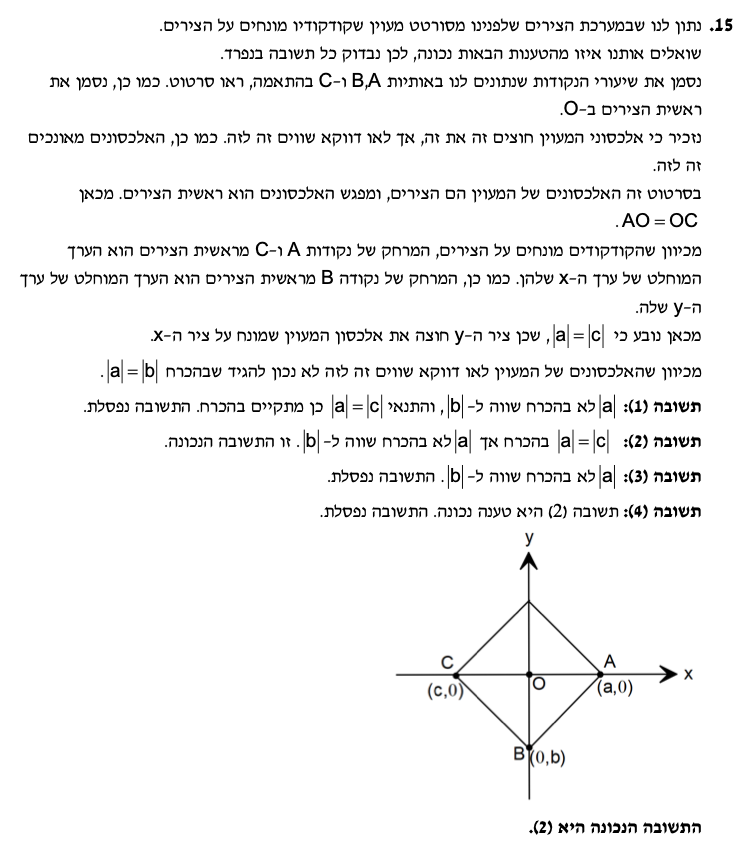 15. נתון לנו שבמערכת הצירים שלפנינו מסורטט מעוין שקודקודיו מונחים על הצירים.
שואלים אותנו איזו מהטענות הבאות נכונה, לכן נבדוק כל תשובה בנפרד.
נסמן את שיעורי הנקודות שנתונים לנו באותיות B,A ו-C בהתאמה, ראו סרטוט. כמו כן, נסמן את
ראשית הצירים ב-O.
נזכיר כי אלכסוני המעוין חוצים זה את זה, אך לאו דווקא שווים זה לזה. כמו כן, האלכסונים מאונכים
זה לזה.
בסרטוט זה האלכסונים של המעוין הם הצירים, ומפגש האלכסונים הוא ראשית הצירים. מכאן
AO = OC.
מכיוון שהקודקודים מונחים על הצירים, המרחק של נקודות A ו-C מראשית הצירים הוא הערך
המוחלט של ערך ה-x שלהן. כמו כן, המרחק של נקודה B מראשית הצירים הוא הערך המוחלט של ערך
ה-y שלה.
מכאן נובע כי |a| = |c|, שכן ציר ה-y חוצה את אלכסון המעוין שמונח על ציר ה-x.
מכיוון שהאלכסונים של המעוין לאו דווקא שווים זה לזה לא נכון להגיד שבהכרח |a| = |b|.
תשובה (1): |a| לא בהכרח שווה ל-|b|, והתנאי |a| = |c| כן מתקיים בהכרח. התשובה נפסלת.
תשובה (2): |a| = |c| בהכרח אך |a| לא בהכרח שווה ל-|b|. זו התשובה הנכונה.
תשובה (3): |a| לא בהכרח שווה ל-|b|. התשובה נפסלת.
תשובה (4): תשובה (2) היא טענה נכונה. התשובה נפסלת.
y
C
A
x
(c,0)
O
(a,0)
B (0,b)
התשובה הנכונה היא (2).